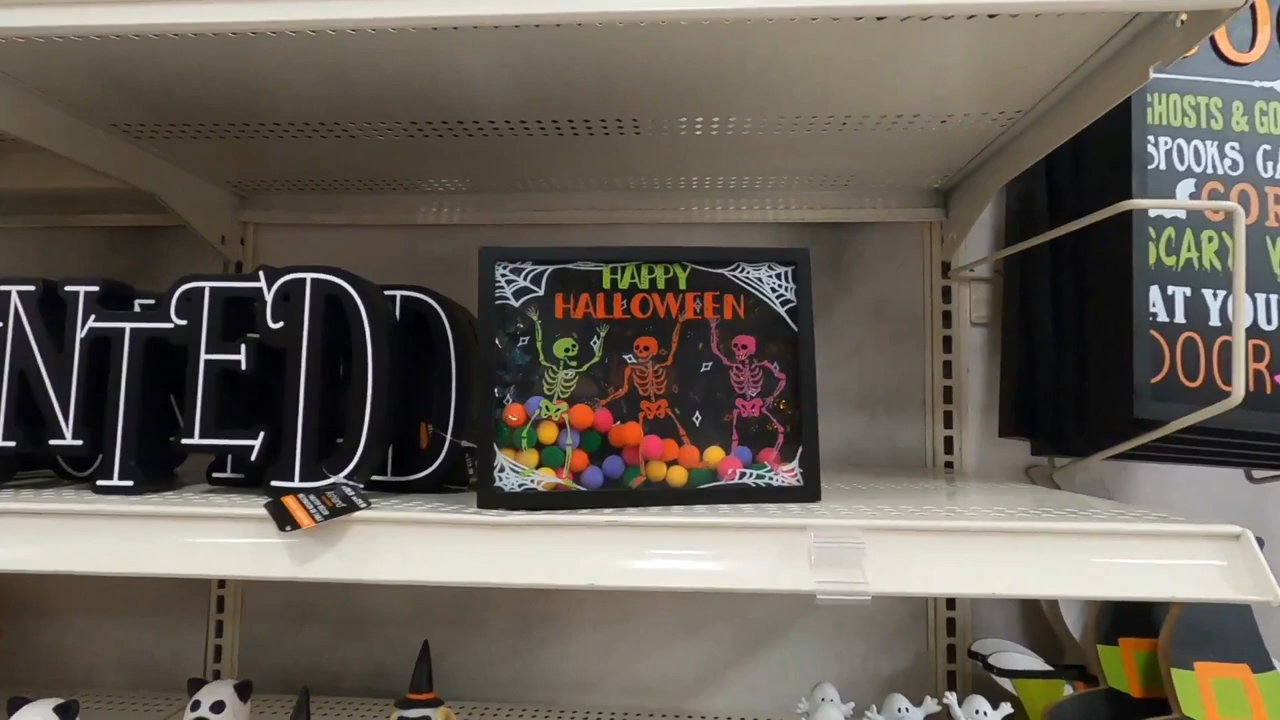 NTED
D
HAPPY
HALLOWEEN
GHOSTS & GO
SPOOKS GA
COR
SCARY
AT YOU
DOOR